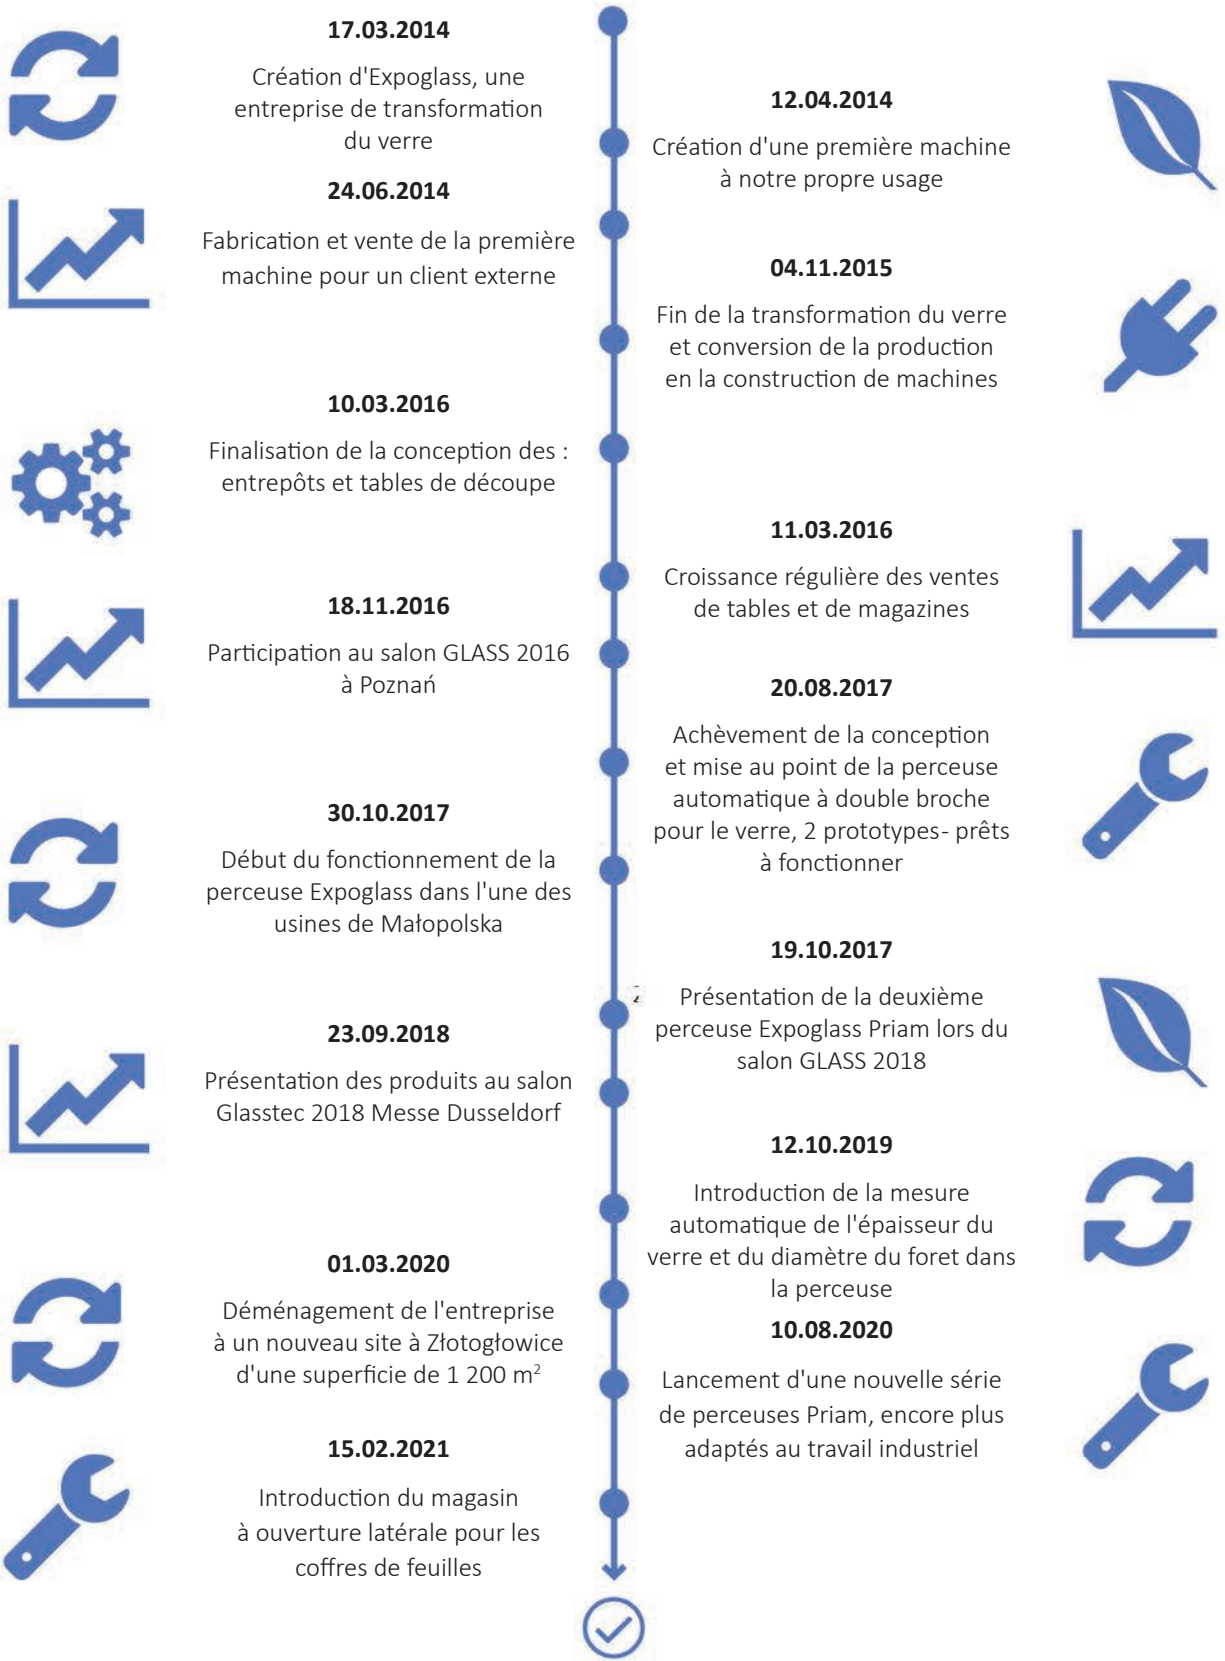 17.03.2014
Création d'Expoglass, une
entreprise de transformation
du verre
12.04.2014
Création d'une première machine
à notre propre usage
24.06.2014
Fabrication et vente de la première
machine pour un client externe
04.11.2015
Fin de la transformation du verre
et conversion de la production
en la construction de machines
10.03.2016
Finalisation de la conception des :
entrepôts et tables de découpe
11.03.2016
Croissance régulière des ventes
de tables et de magazines
18.11.2016
Participation au salon GLASS 2016
à Poznań
20.08.2017
Achèvement de la conception
et mise au point de la perceuse
automatique à double broche
pour le verre, 2 prototypes- prêts
à fonctionner
30.10.2017
Début du fonctionnement de la
perceuse Expoglass dans l'une des
usines de Małopolska
19.10.2017
Présentation de la deuxième
perceuse Expoglass Priam lors du
salon GLASS 2018
23.09.2018
Présentation des produits au salon
Glasstec 2018 Messe Dusseldorf
12.10.2019
Introduction de la mesure
automatique de l'épaisseur du
verre et du diamètre du foret dans
la perceuse
01.03.2020
Déménagement de l'entreprise
à un nouveau site à Złotogłowice
d'une superficie de 1 200 m²
10.08.2020
Lancement d'une nouvelle série
de perceuses Priam, encore plus
adaptés au travail industriel
15.02.2021
Introduction du magasin
à ouverture latérale pour les
coffres de feuilles